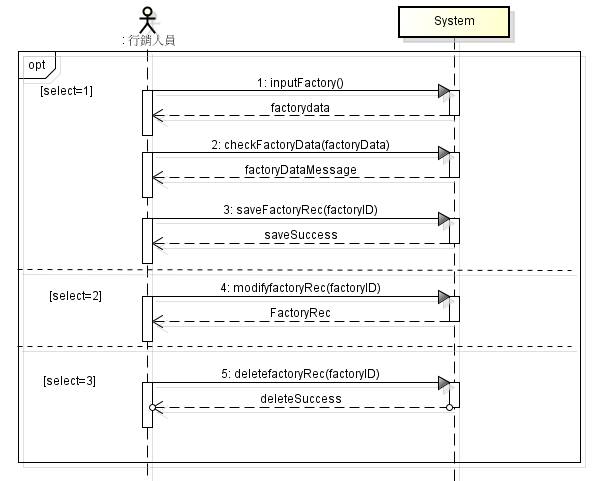 : 行銷人員
System
opt
[select=1]
1: inputFactory()
factorydata
2: checkFactoryData(factoryData)
factoryDataMessage
3: saveFactoryRec(factoryID)
saveSuccess
[select=2]
4: modifyfactoryRec(factoryID)
FactoryRec
[select=3]
5: deletefactoryRec(factoryID)
deleteSuccess